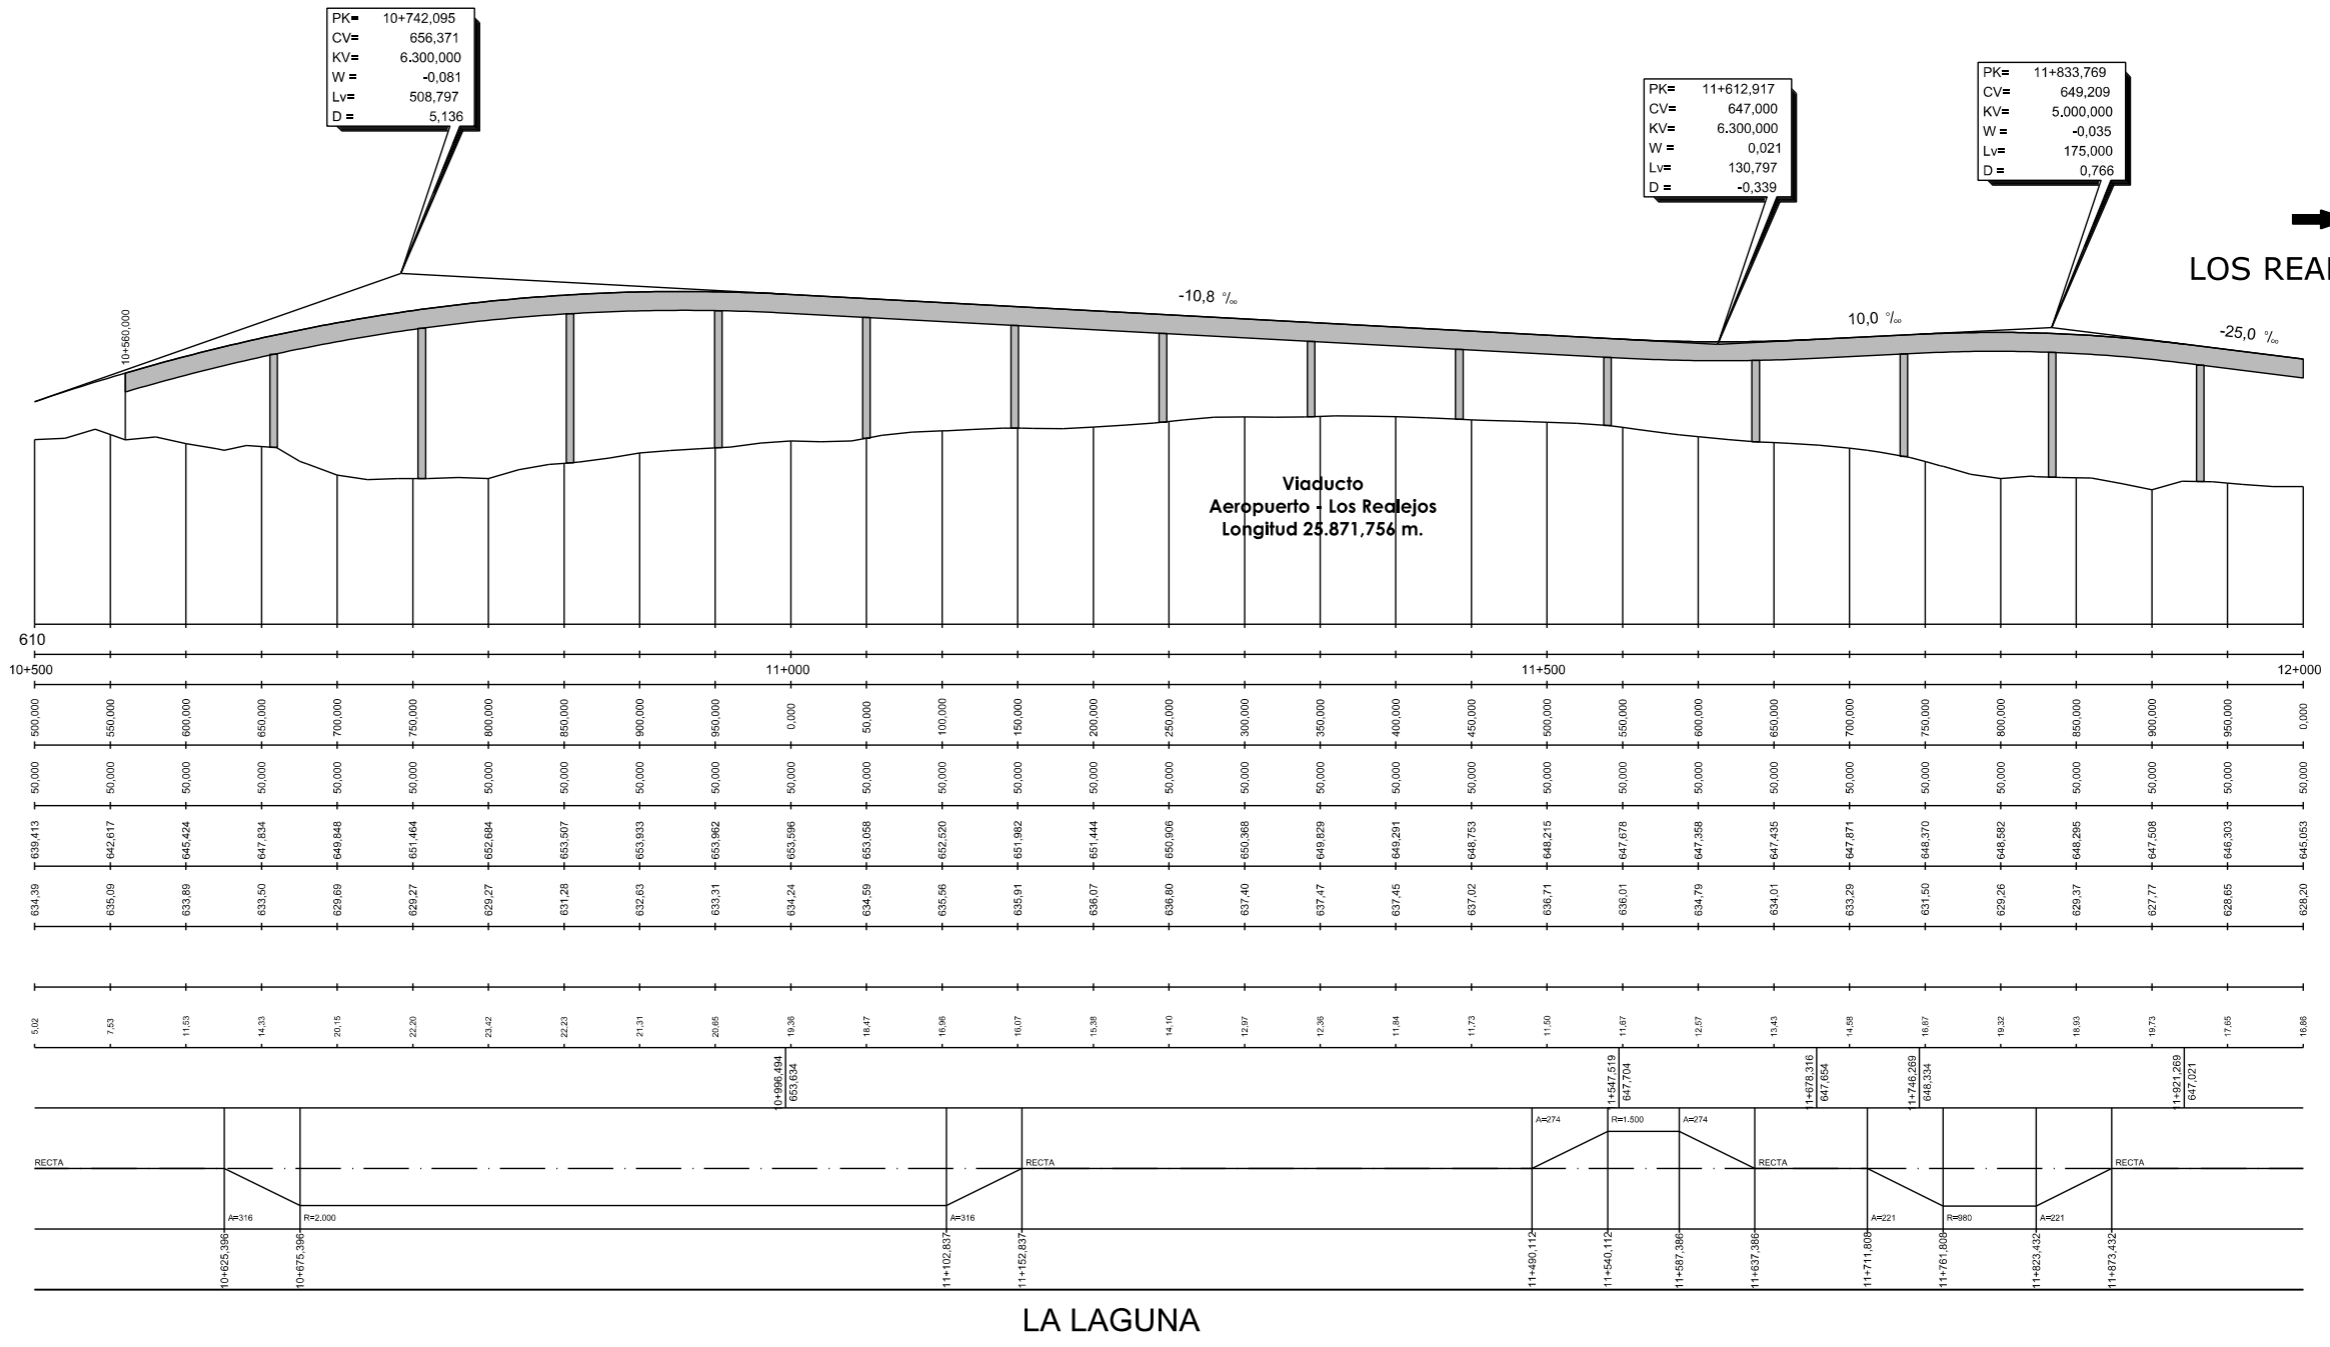 PK= 10+742,095
CV= 656,371
KV= 6.300,000
W = -0,081
Lv= 508,797
D = 5,136
PK= 11+612,917
CV= 647,000
KV= 6.300,000
W = 0,021
Lv= 130,797
D = -0,339
PK= 11+833,769
CV= 649,209
KV= 5.000,000
W = -0,035
Lv= 175,000
D = 0,766
LOS REAL
-10,8 ‰
10,0 ‰
-25,0 ‰
10+560,000
Viaducto
Aeropuerto - Los Realejos
Longitud 25.871,756 m.
610
10+500 11+000 11+500 12+000
500,000 550,000 600,000 650,000 700,000 750,000 800,000 850,000 900,000 950,000 0,000 50,000 100,000 150,000 200,000 250,000 300,000 350,000 400,000 450,000 500,000 550,000 600,000 650,000 700,000 750,000 800,000 850,000 900,000 950,000 0,000
50,000 50,000 50,000 50,000 50,000 50,000 50,000 50,000 50,000 50,000 50,000 50,000 50,000 50,000 50,000 50,000 50,000 50,000 50,000 50,000 50,000 50,000 50,000 50,000 50,000 50,000 50,000 50,000 50,000 50,000 50,000
639,413 642,617 645,424 647,834 649,848 651,464 652,684 653,507 653,933 653,962 653,596 653,058 652,520 651,982 651,444 650,906 650,368 649,829 649,291 648,753 648,215 647,678 647,358 647,435 647,871 648,370 648,582 648,295 647,508 646,303 645,053
634,39 635,09 633,89 633,50 629,69 629,27 629,27 631,28 632,63 633,31 634,24 634,59 635,56 635,91 636,07 636,80 637,40 637,47 637,45 637,02 636,71 636,01 634,79 634,01 633,29 631,50 629,26 629,37 627,77 628,65 628,20
5,02 7,53 11,53 14,33 20,15 22,20 23,42 22,23 21,31 20,65 19,36 18,47 16,96 16,07 15,38 14,10 12,97 12,36 11,84 11,73 11,50 11,67 12,57 13,43 14,58 16,87 19,32 18,93 19,73 17,65 16,86
10+996,494 653,634
11+547,519 647,704
11+678,316 647,654
11+746,269 648,334
11+921,269 647,021
A=274 R=1.500 A=274
RECTA RECTA RECTA RECTA
A=316 R=2.000 A=316 A=221 R=980 A=221
10+625,396 10+675,396 11+102,837 11+152,837 11+490,112 11+540,112 11+587,386 11+637,386 11+711,808 11+761,808 11+823,432 11+873,432
LA LAGUNA